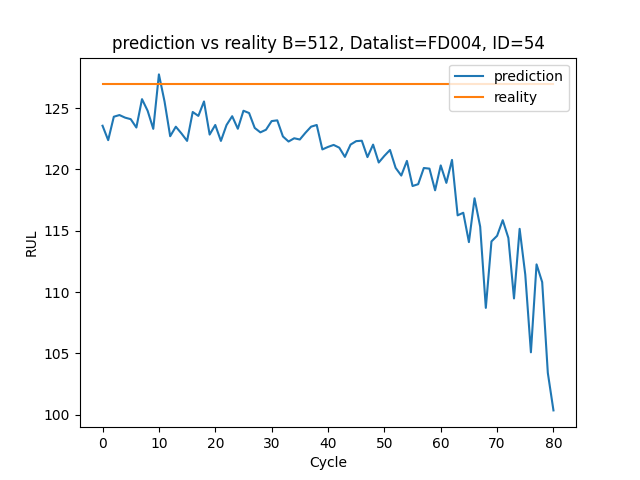 prediction vs reality B=512, Datalist=FD004, ID=54
prediction
reality
125
120
115
110
105
100
RUL
0 10 20 30 40 50 60 70 80
Cycle